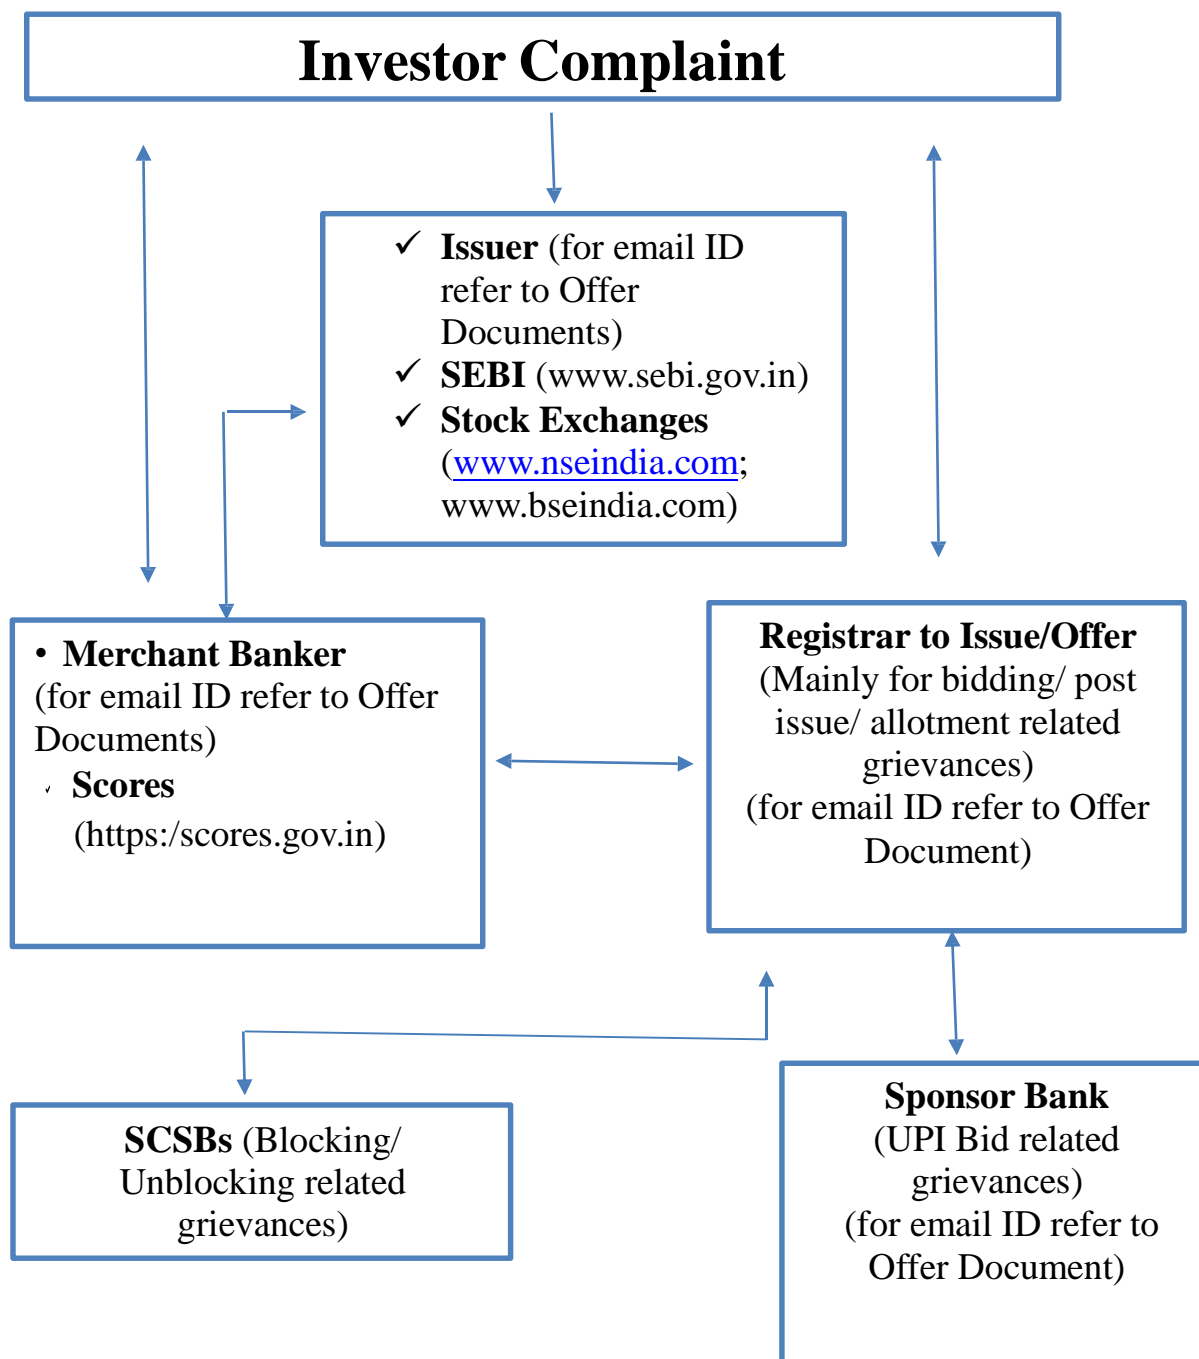 Investor Complaint
✓ Issuer (for email ID
refer to Offer
Documents)
✓ SEBI (www.sebi.gov.in)
✓ Stock Exchanges
(www.nseindia.com;
www.bseindia.com)
• Merchant Banker
(for email ID refer to Offer
Documents)
✓ Scores
(https:/scores.gov.in)
Registrar to Issue/Offer
(Mainly for bidding/ post
issue/ allotment related
grievances)
(for email ID refer to Offer
Document)
SCSBs (Blocking/
Unblocking related
grievances)
Sponsor Bank
(UPI Bid related
grievances)
(for email ID refer to
Offer Document)